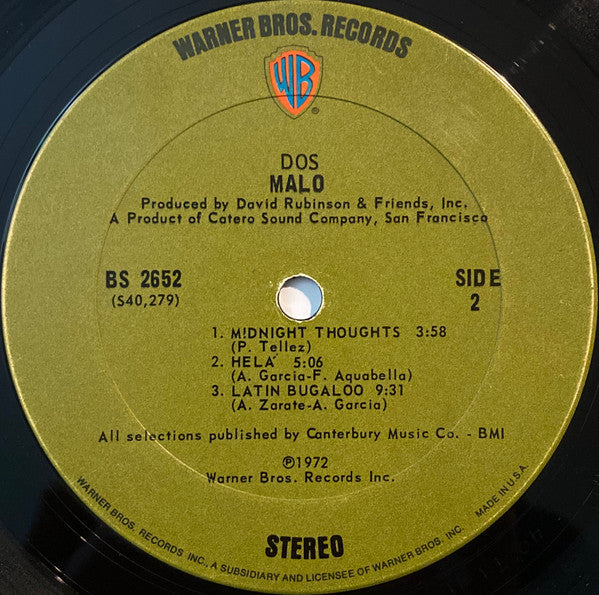 WARNER BROS. RECORDS
WB
®
DOS
MALO
Produced by David Rubinson & Friends, Inc.
A Product of Catero Sound Company, San Francisco
BS 2652
(S40,279)
SIDE
2
1. MIDNIGHT THOUGHTS 3:58
(P. Tellez)
2. HELA´ 5:06
(A. Garcia-F. Aquabella)
3. LATIN BUGALOO 9:31
(A. Zarate-A. Garcia)
All selections published by Canterbury Music Co. - BMI
℗1972
Warner Bros. Records Inc.
STEREO
WARNER BROS. RECORDS INC., A SUBSIDIARY AND LICENSEE OF WARNER BROS. INC. MADE IN U.S.A.